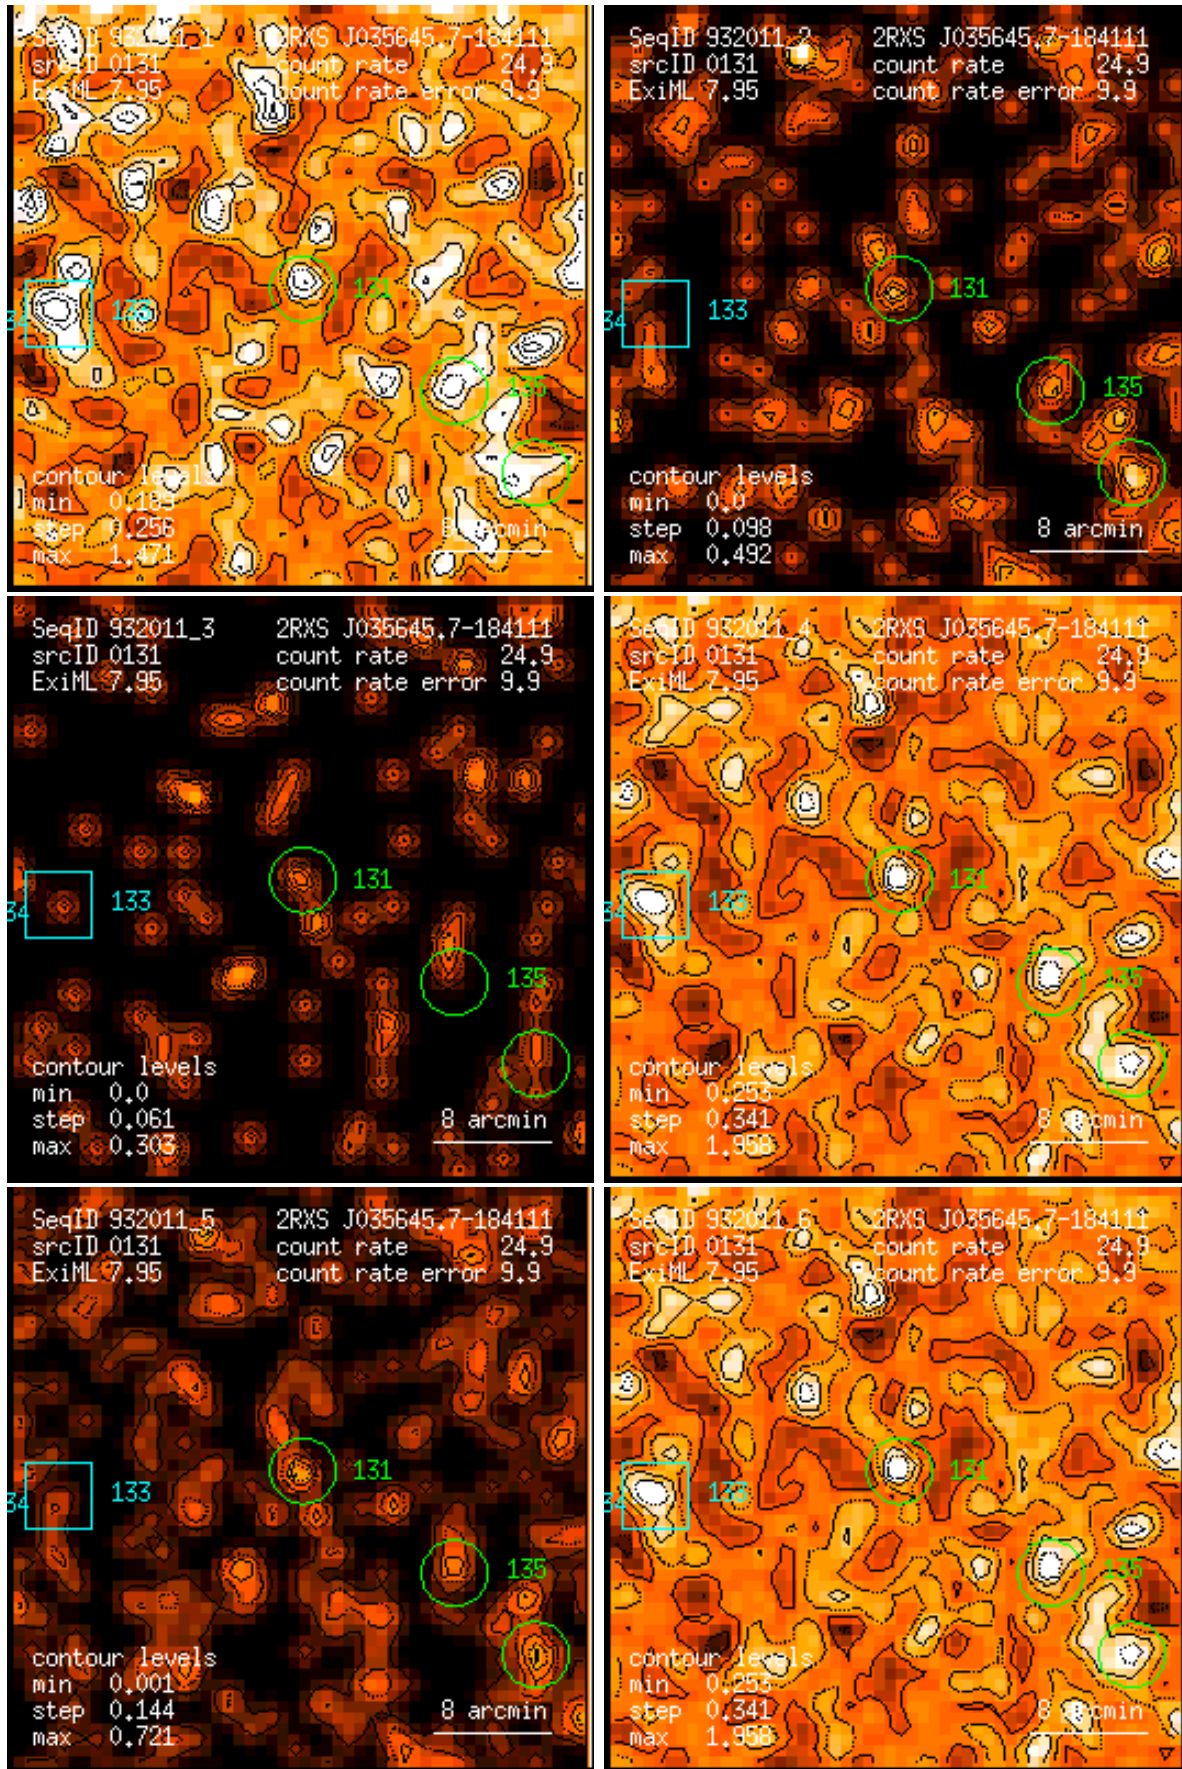 SeqID 932011_1 2RXS J035645.7-184111
srcID 0131 count rate 24.9
ExiML 7.95 count rate error 9.9
131
133
34
135
contour levels
min 0.189
step 0.256
max 1.471
8 arcmin
SeqID 932011_2 2RXS J035645.7-184111
srcID 0131 count rate 24.9
ExiML 7.95 count rate error 9.9
131
133
34
135
contour levels
min 0.0
step 0.098
max 0.492
8 arcmin
SeqID 932011_3 2RXS J035645.7-184111
srcID 0131 count rate 24.9
ExiML 7.95 count rate error 9.9
131
133
34
135
contour levels
min 0.0
step 0.061
max 0.303
8 arcmin
SeqID 932011_4 2RXS J035645.7-184111
srcID 0131 count rate 24.9
ExiML 7.95 count rate error 9.9
131
133
34
135
contour levels
min 0.253
step 0.341
max 1.958
8 arcmin
SeqID 932011_5 2RXS J035645.7-184111
srcID 0131 count rate 24.9
ExiML 7.95 count rate error 9.9
131
133
34
135
contour levels
min 0.001
step 0.144
max 0.721
8 arcmin
SeqID 932011_6 2RXS J035645.7-184111
srcID 0131 count rate 24.9
ExiML 7.95 count rate error 9.9
131
133
34
135
contour levels
min 0.253
step 0.341
max 1.958
8 arcmin